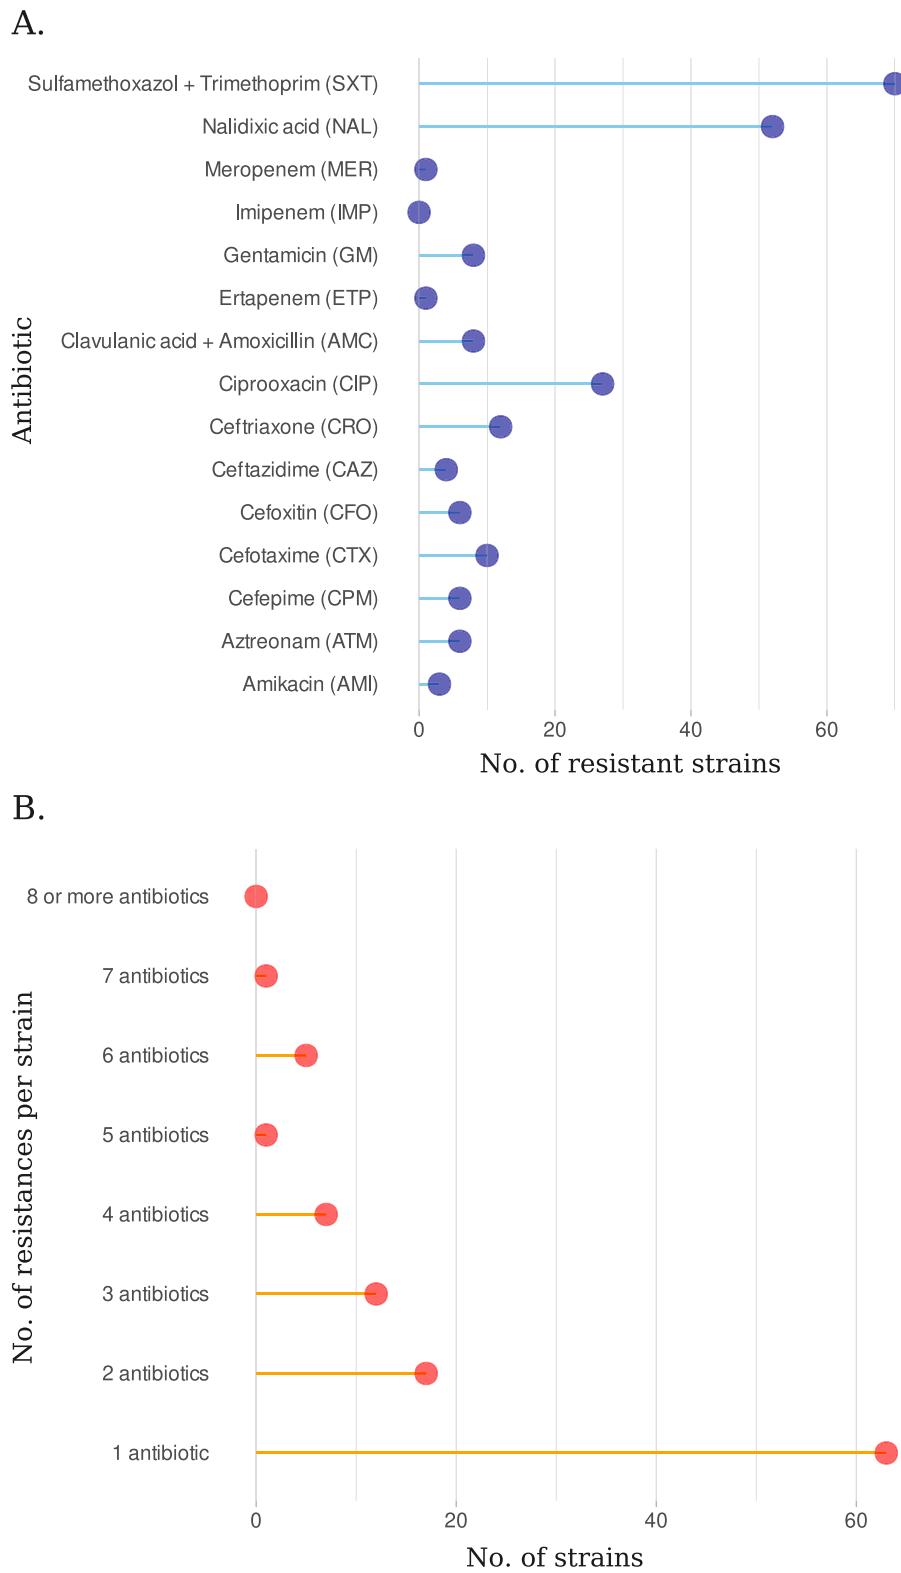 A.
Sulfamethoxazol + Trimethoprim (SXT)
Nalidixic acid (NAL)
Meropenem (MER)
Imipenem (IMP)
Gentamicin (GM)
Ertapenem (ETP)
Clavulanic acid + Amoxicillin (AMC)
Ciprooxacin (CIP)
Ceftriaxone (CRO)
Ceftazidime (CAZ)
Cefoxitin (CFO)
Cefotaxime (CTX)
Cefepime (CPM)
Aztreonam (ATM)
Amikacin (AMI)
Antibiotic
0 20 40 60
No. of resistant strains
B.
8 or more antibiotics
7 antibiotics
6 antibiotics
5 antibiotics
4 antibiotics
3 antibiotics
2 antibiotics
1 antibiotic
No. of resistances per strain
0 20 40 60
No. of strains